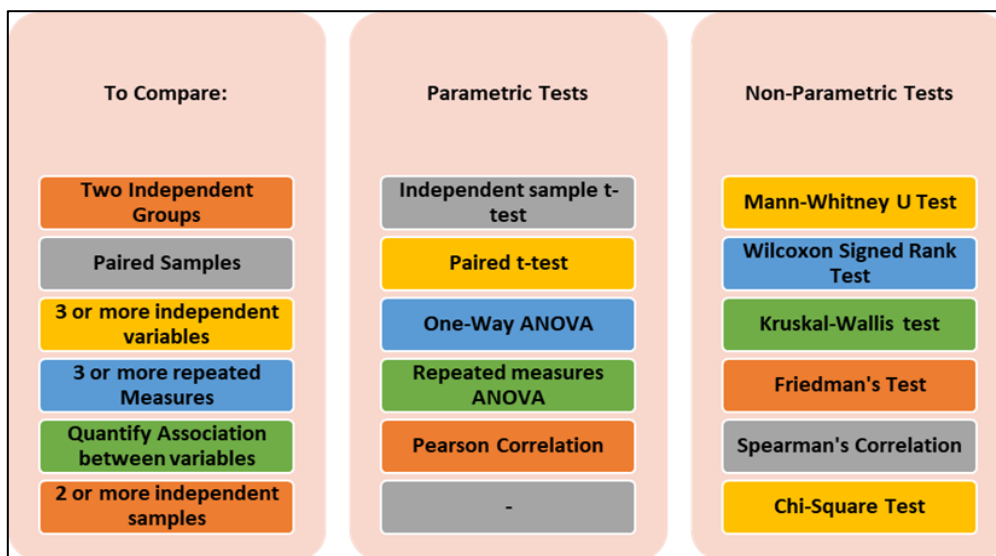 To Compare:
Two Independent
Groups
Paired Samples
3 or more independent
variables
3 or more repeated
Measures
Quantify Association
between variables
2 or more independent
samples
Parametric Tests
Independent sample t-
test
Paired t-test
One-Way ANOVA
Repeated measures
ANOVA
Pearson Correlation
-
Non-Parametric Tests
Mann-Whitney U Test
Wilcoxon Signed Rank
Test
Kruskal-Wallis test
Friedman's Test
Spearman's Correlation
Chi-Square Test